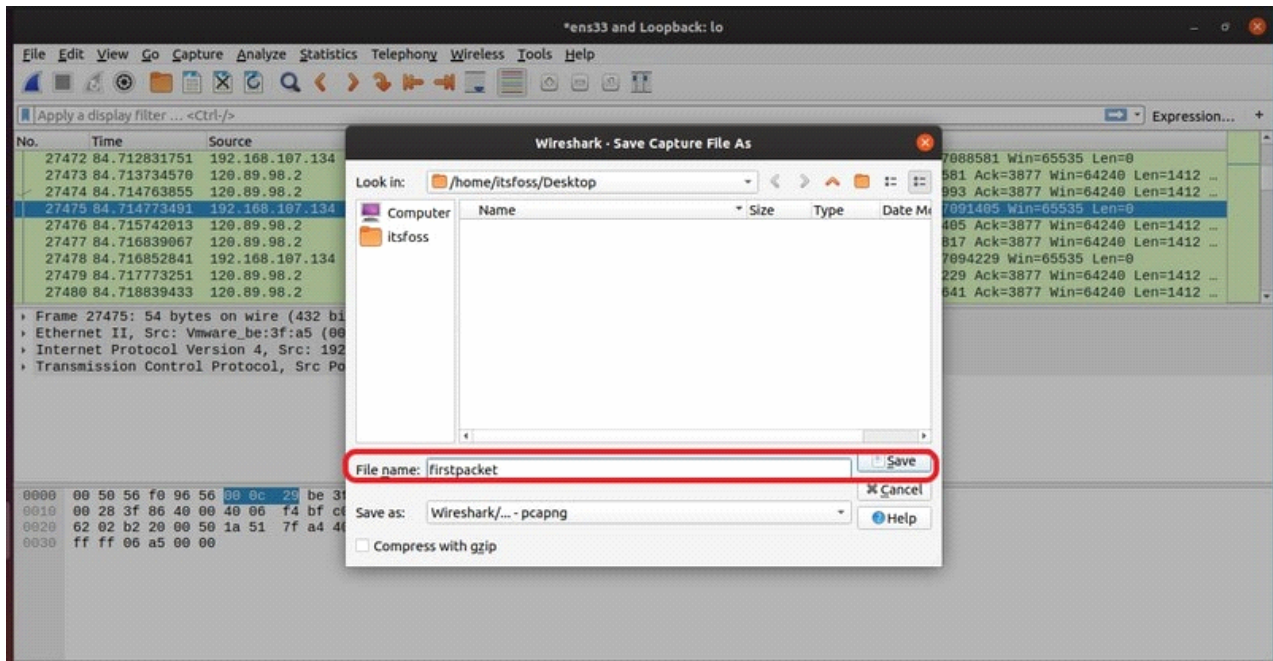 *ens33 and Loopback: lo
File Edit View Go Capture Analyze Statistics Telephony Wireless Tools Help
Apply a display filter ... <Ctrl-/> Expression... +
No. Time Source
27472 84.712831751 192.168.107.134 7088581 Win=65535 Len=0
27473 84.713734570 120.89.98.2 581 Ack=3877 Win=64240 Len=1412 ...
27474 84.714763855 120.89.98.2 993 Ack=3877 Win=64240 Len=1412 ...
27475 84.714773491 192.168.107.134 7091405 Win=65535 Len=0
27476 84.715742013 120.89.98.2 405 Ack=3877 Win=64240 Len=1412 ...
27477 84.716839067 120.89.98.2 817 Ack=3877 Win=64240 Len=1412 ...
27478 84.716852841 192.168.107.134 7094229 Win=65535 Len=0
27479 84.717773251 120.89.98.2 229 Ack=3877 Win=64240 Len=1412 ...
27480 84.718839433 120.89.98.2 641 Ack=3877 Win=64240 Len=1412 ...
Frame 27475: 54 bytes on wire (432 bi
Ethernet II, Src: Vmware_be:3f:a5 (00
Internet Protocol Version 4, Src: 192
Transmission Control Protocol, Src Po
0000 00 50 56 f0 96 56 00 0c 29 be 3f
0010 00 28 3f 86 40 00 40 06 f4 bf c0
0020 62 02 b2 20 00 50 1a 51 7f a4 40
0030 ff ff 06 a5 00 00
Wireshark · Save Capture File As
Look in: /home/itsfoss/Desktop
Computer
itsfoss
Name Size Type Date Mo
File name: firstpacket
Save
Cancel
Save as: Wireshark/... - pcapng
Help
Compress with gzip